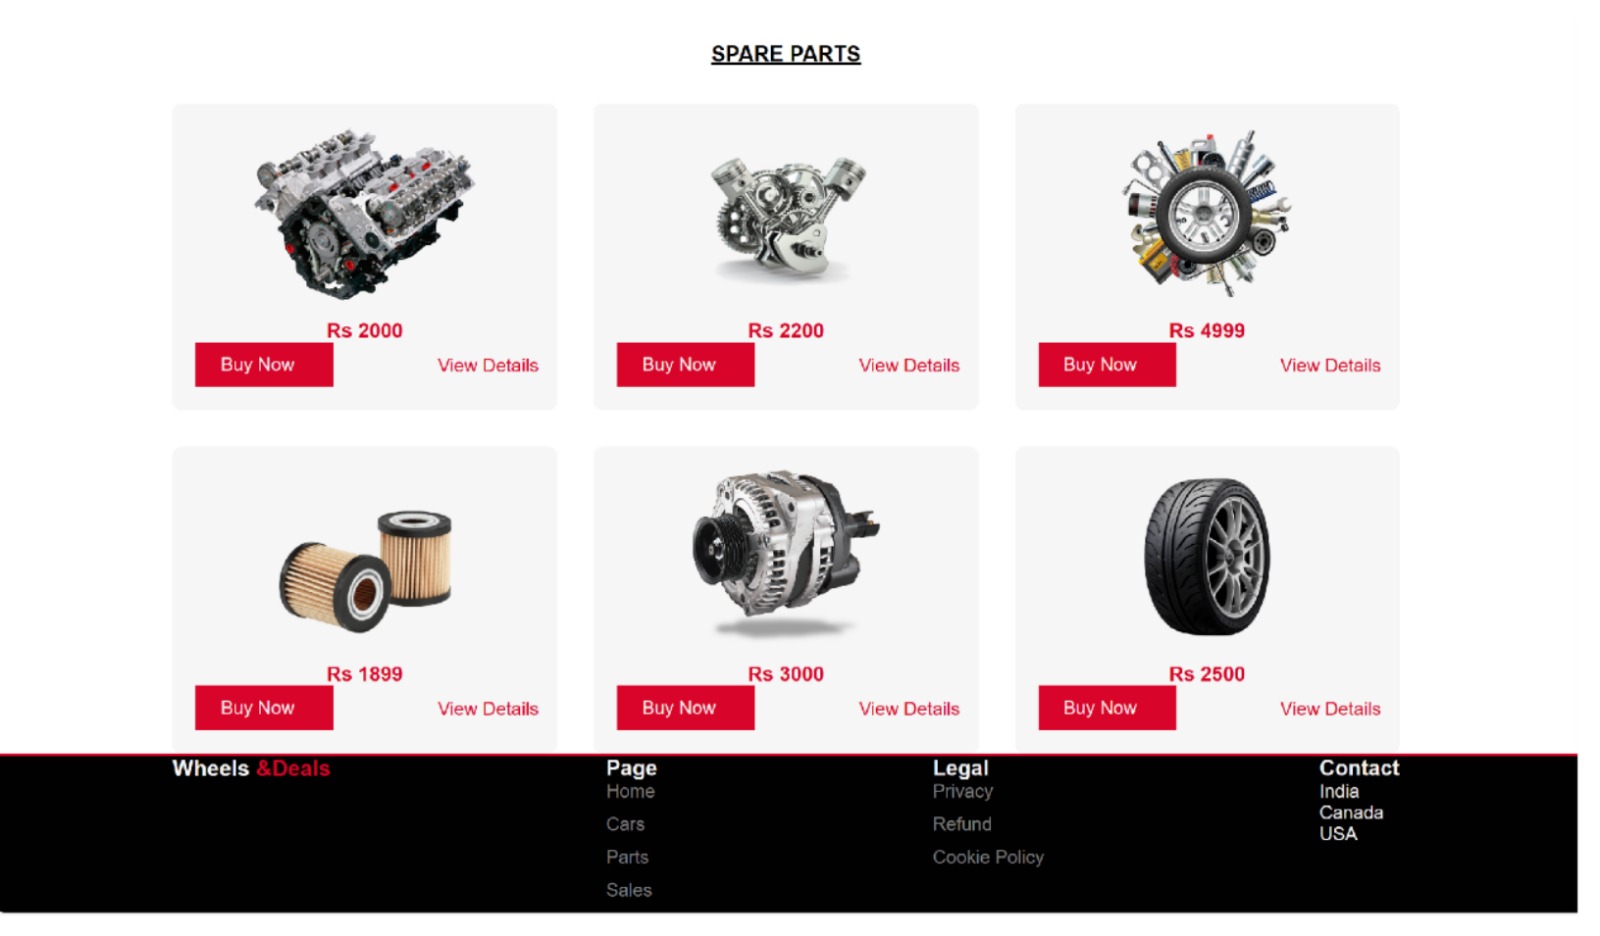 SPARE PARTS
Rs 2000
Buy Now
View Details
Rs 2200
Buy Now
View Details
Rs 4999
Buy Now
View Details
Rs 1899
Buy Now
View Details
Rs 3000
Buy Now
View Details
Rs 2500
Buy Now
View Details
Wheels &Deals
Page
Home
Cars
Parts
Sales
Legal
Privacy
Refund
Cookie Policy
Contact
India
Canada
USA